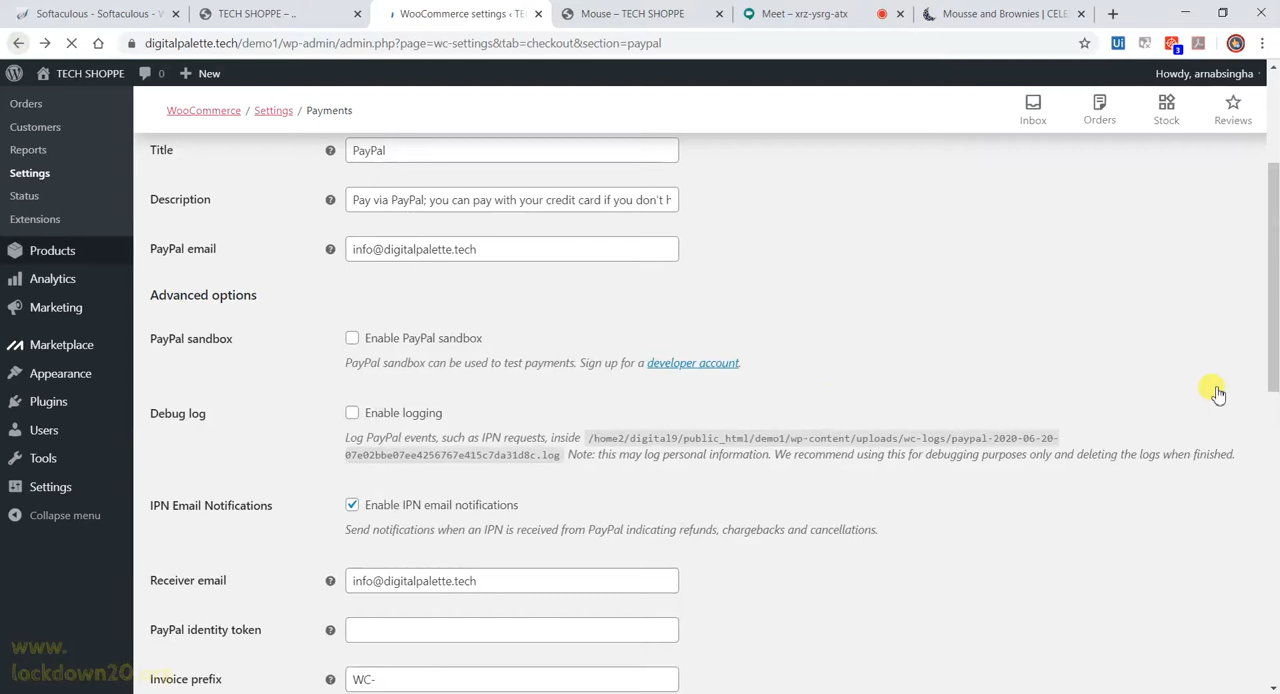 Softaculous - Softaculous - W
TECH SHOPPE – ..
WooCommerce settings ‹ TE
Mouse – TECH SHOPPE
Meet – xrz-ysrg-atx
Mousse and Brownies | CELE
digitalpalette.tech/demo1/wp-admin/admin.php?page=wc-settings&tab=checkout&section=paypal
Ui
3
TECH SHOPPE
0
New
Howdy, arnabsingha
Orders
Customers
Reports
Settings
Status
Extensions
Products
Analytics
Marketing
Marketplace
Appearance
Plugins
Users
Tools
Settings
Collapse menu
WooCommerce / Settings / Payments
Inbox
Orders
Stock
Reviews
Title
PayPal
Description
Pay via PayPal; you can pay with your credit card if you don't h
PayPal email
info@digitalpalette.tech
Advanced options
PayPal sandbox
Enable PayPal sandbox
PayPal sandbox can be used to test payments. Sign up for a developer account.
Debug log
Enable logging
Log PayPal events, such as IPN requests, inside /home2/digital9/public_html/demo1/wp-content/uploads/wc-logs/paypal-2020-06-20-
07e02bbe07ee4256767e415c7da31d8c.log Note: this may log personal information. We recommend using this for debugging purposes only and deleting the logs when finished.
IPN Email Notifications
Enable IPN email notifications
Send notifications when an IPN is received from PayPal indicating refunds, chargebacks and cancellations.
Receiver email
info@digitalpalette.tech
PayPal identity token
Invoice prefix
WC-
www.
lockdown20.